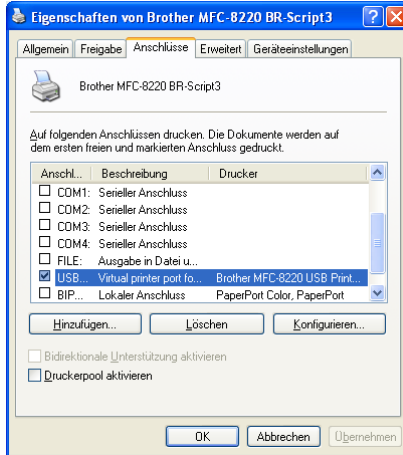 Eigenschaften von Brother MFC-8220 BR-Script3
Allgemein Freigabe Anschlüsse Erweitert Geräteeinstellungen
Brother MFC-8220 BR-Script3
Auf folgenden Anschlüssen drucken. Die Dokumente werden auf
dem ersten freien und markierten Anschluss gedruckt.
Anschl... Beschreibung Drucker
COM1: Serieller Anschluss
COM2: Serieller Anschluss
COM3: Serieller Anschluss
COM4: Serieller Anschluss
FILE: Ausgabe in Datei u...
USB... Virtual printer port fo... Brother MFC-8220 USB Print...
BIP... Lokaler Anschluss PaperPort Color, PaperPort
Hinzufügen... Löschen Konfigurieren...
Bidirektionale Unterstützung aktivieren
Druckerpool aktivieren
OK Abbrechen Übernehmen